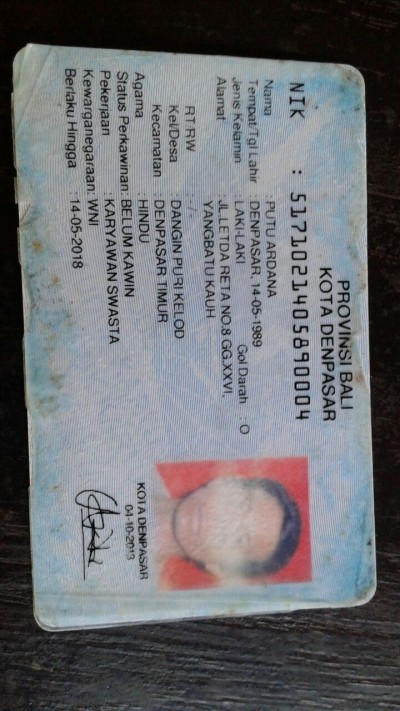 PROVINSI BALI
KOTA DENPASAR
NIK : 5171021405890004
Nama : PUTU ARDANA
Tempat/Tgl Lahir : DENPASAR, 14-05-1989
Jenis Kelamin : LAKI-LAKI Gol Darah : O
Alamat : JL.LETDA RETA NO.8 GG.XXVI,
YANGBATU KAUH
RT/RW : -/-
Kel/Desa : DANGIN PURI KELOD
Kecamatan : DENPASAR TIMUR
Agama : HINDU
Status Perkawinan: BELUM KAWIN
Pekerjaan : KARYAWAN SWASTA
Kewarganegaraan: WNI
Berlaku Hingga : 14-05-2018
KOTA DENPASAR
04-10-2013